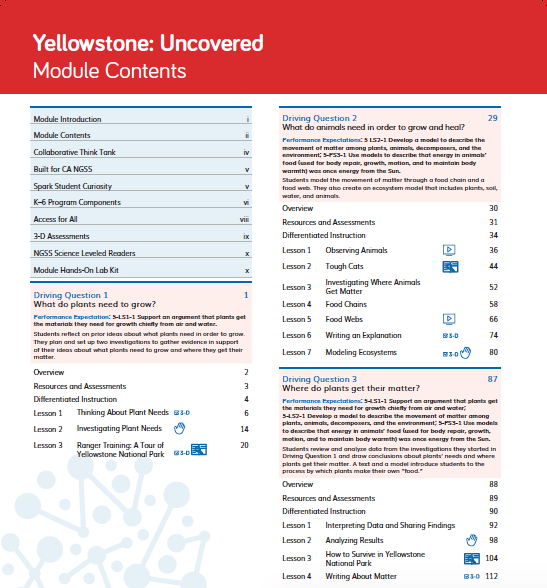 Yellowstone: Uncovered
Module Contents
Module Introduction i
Module Contents ii
Collaborative Think Tank iv
Built for CA NGSS v
Spark Student Curiosity v
K–6 Program Components vi
Access for All viii
3-D Assessments ix
NGSS Science Leveled Readers x
Module Hands-On Lab Kit x
Driving Question 1 1
What do plants need to grow?
Performance Expectation: 5-LS1-1 Support an argument that plants get
the materials they need for growth chiefly from air and water.
Students reflect on prior ideas about what plants need in order to grow.
They plan and set up two investigations to gather evidence in support
of their ideas about what plants need to grow and where they get their
matter.
Overview 2
Resources and Assessments 3
Differentiated Instruction 4
Lesson 1 Thinking About Plant Needs 3-D 6
Lesson 2 Investigating Plant Needs 14
Lesson 3 Ranger Training: A Tour of
Yellowstone National Park 3-D 20
Driving Question 2 29
What do animals need in order to grow and heal?
Performance Expectations: 5 LS2-1 Develop a model to describe the
movement of matter among plants, animals, decomposers, and the
environment; 5-PS3-1 Use models to describe that energy in animals'
food (used for body repair, growth, motion, and to maintain body
warmth) was once energy from the Sun.
Students model the movement of matter through a food chain and a
food web. They also create an ecosystem model that includes plants, soil,
water, and animals.
Overview 30
Resources and Assessments 31
Differentiated Instruction 34
Lesson 1 Observing Animals 36
Lesson 2 Tough Cats 44
Lesson 3 Investigating Where Animals
Get Matter 52
Lesson 4 Food Chains 58
Lesson 5 Food Webs 66
Lesson 6 Writing an Explanation 3-D 74
Lesson 7 Modeling Ecosystems 3-D 80
Driving Question 3 87
Where do plants get their matter?
Performance Expectations: 5-LS1-1 Support an argument that plants get
the materials they need for growth chiefly from air and water;
5-LS2-1 Develop a model to describe the movement of matter among
plants, animals, decomposers, and the environment; 5-PS3-1 Use models
to describe that energy in animals' food (used for body repair, growth,
motion, and to maintain body warmth) was once energy from the Sun.
Students review and analyze data from the investigations they started in
Driving Question 1 and draw conclusions about plants' needs and where
plants get their matter. A text and a model introduce students to the
process by which plants make their own "food."
Overview 88
Resources and Assessments 89
Differentiated Instruction 90
Lesson 1 Interpreting Data and Sharing Findings 92
Lesson 2 Analyzing Results 98
Lesson 3 How to Survive in Yellowstone
National Park 104
Lesson 4 Writing About Matter 3-D 112